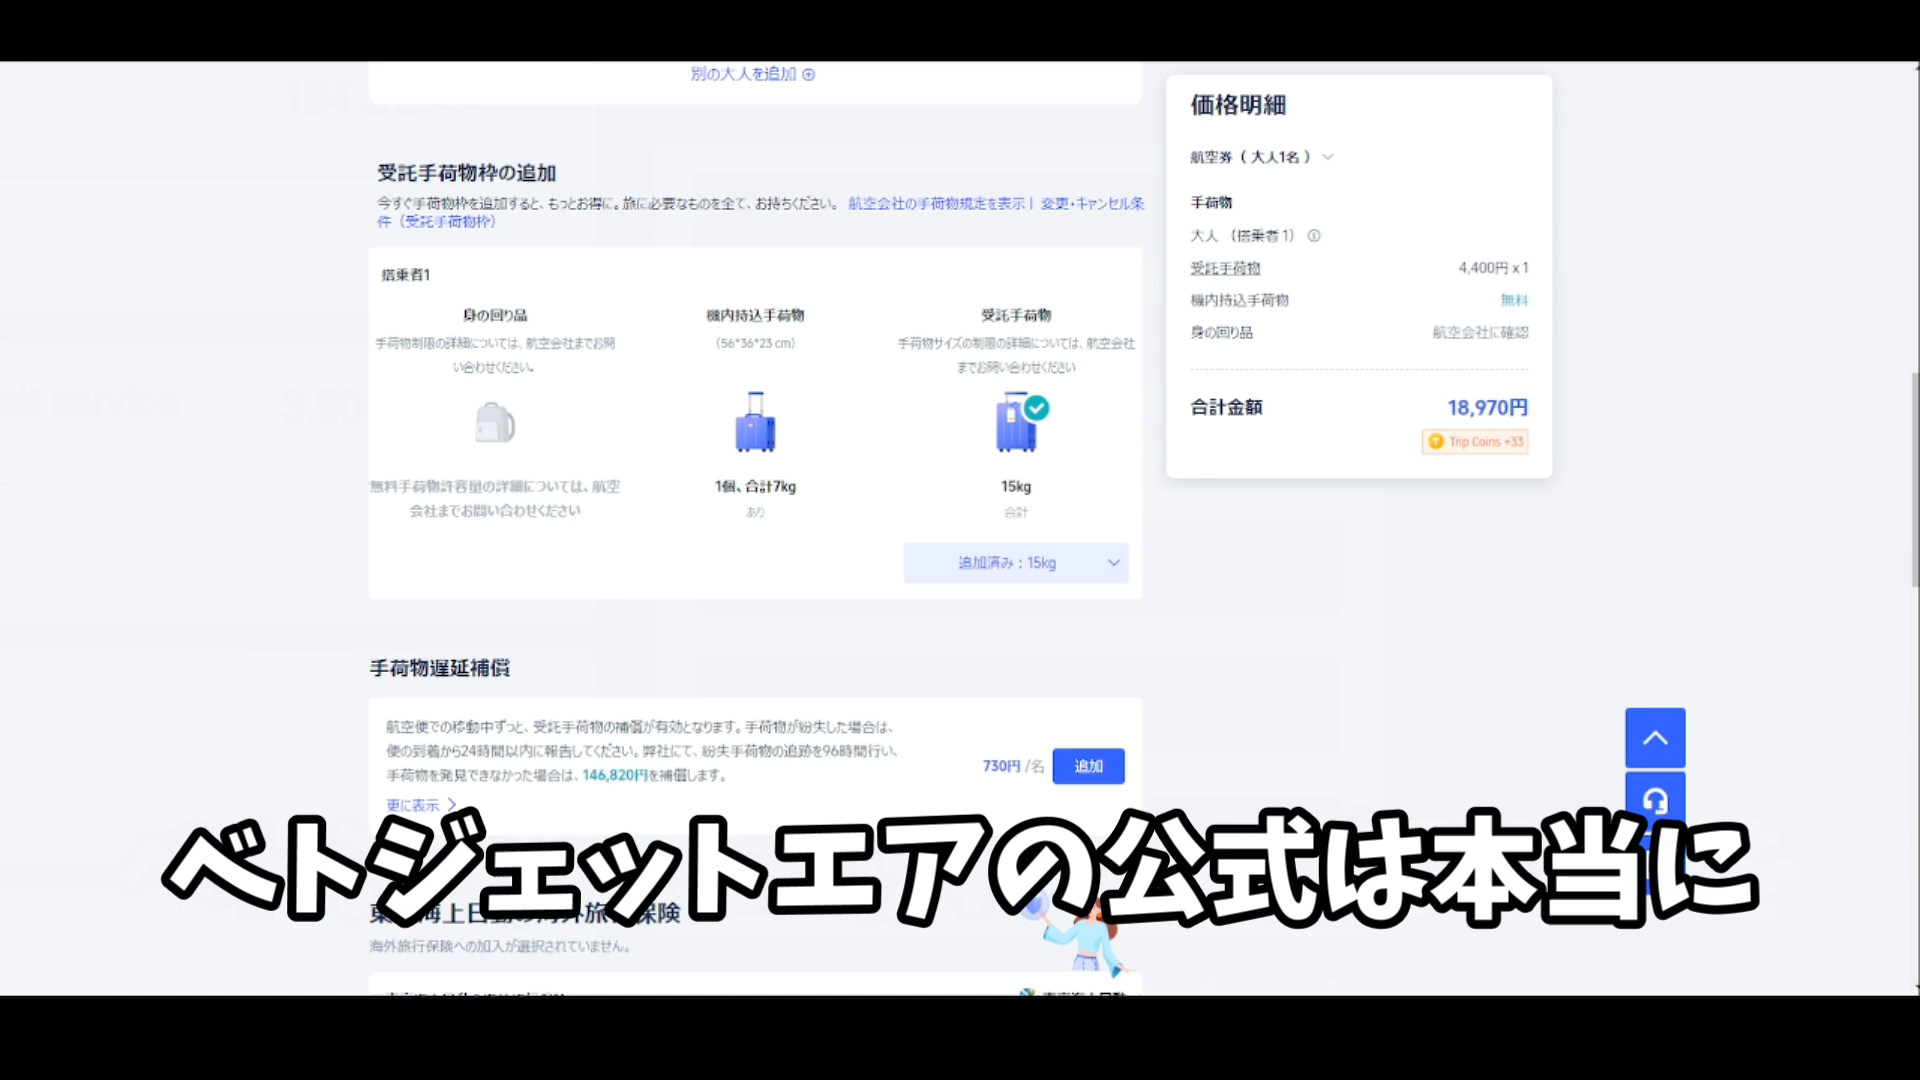 別の大人を追加
受託手荷物枠の追加
今すぐ手荷物枠を追加すると、もっとお得に。旅に必要なものを全て、お持ちください。 航空会社の手荷物規定を表示 | 変更・キャンセル条
件（受託手荷物枠）
搭乗者1
身の回り品
手荷物制限の詳細については、航空会社までお問
い合わせください。
無料手荷物許容量の詳細については、航空
会社までお問い合わせください
機内持込手荷物
(56*36*23 cm)
1個、合計7kg
あり
受託手荷物
手荷物サイズの制限の詳細については、航空会社
までお問い合わせください
15kg
合計
追加済み：15kg
手荷物遅延補償
航空便での移動中ずっと、受託手荷物の補償が有効となります。手荷物が紛失した場合は、
便の到着から24時間以内に報告してください。弊社にて、紛失手荷物の追跡を96時間行い、
手荷物を発見できなかった場合は、146,820円を補償します。
更に表示
730円 /名
追加
海外旅行保険への加入が選択されていません。
価格明細
航空券（大人1名）
手荷物
大人（搭乗者1）
受託手荷物 4,400円 x 1
機内持込手荷物 無料
身の回り品 航空会社に確認
合計金額 18,970円
Trip Coins +33
ベトジェットエアの公式は本当に